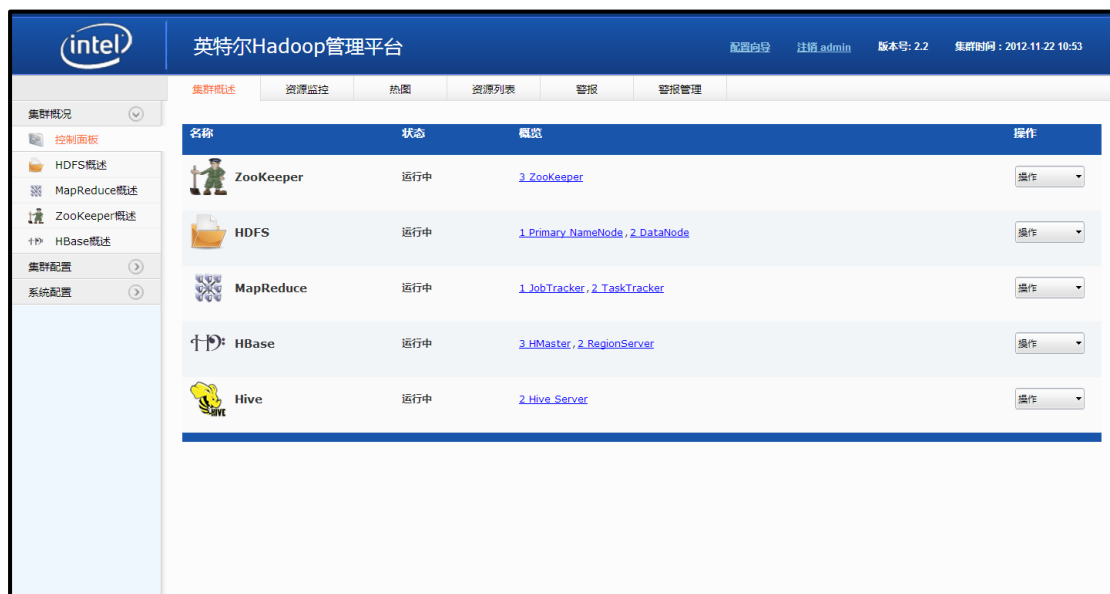 intel
英特尔Hadoop管理平台
配置向导 注销 admin 版本号: 2.2 集群时间 : 2012-11-22 10:53
集群概述 资源监控 热图 资源列表 警报 警报管理
集群概况
控制面板
HDFS概述
MapReduce概述
ZooKeeper概述
HBase概述
集群配置
系统配置
名称 状态 概览 操作
ZooKeeper 运行中 3 ZooKeeper 操作
HDFS 运行中 1 Primary NameNode , 2 DataNode 操作
MapReduce 运行中 1 JobTracker , 2 TaskTracker 操作
HBase 运行中 3 HMaster , 2 RegionServer 操作
HIVE Hive 运行中 2 Hive Server 操作